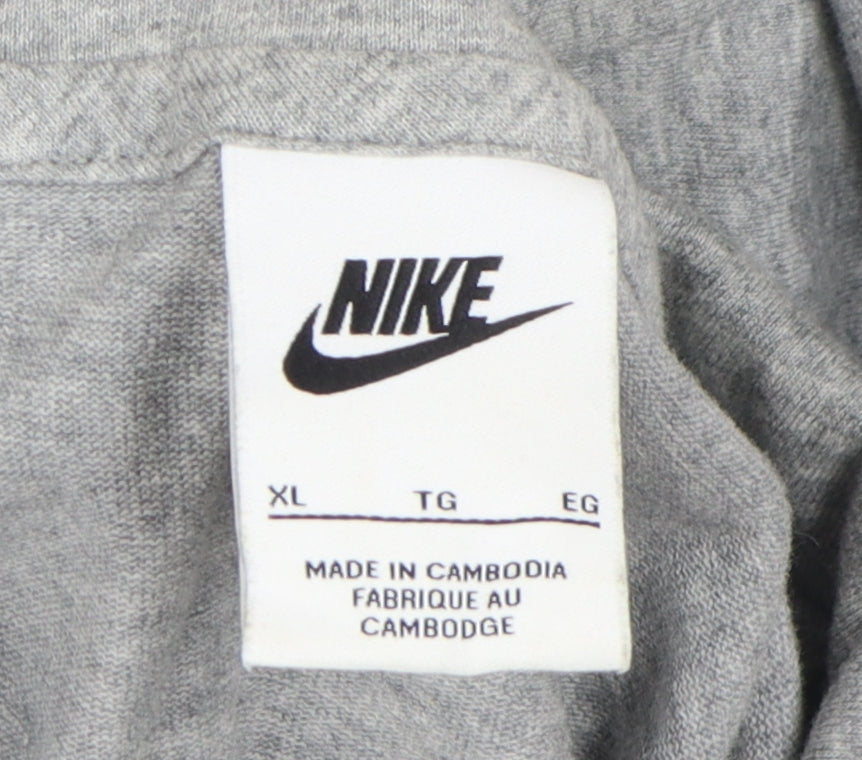 NIKE
XL TG EG
MADE IN CAMBODIA
FABRIQUE AU
CAMBODGE